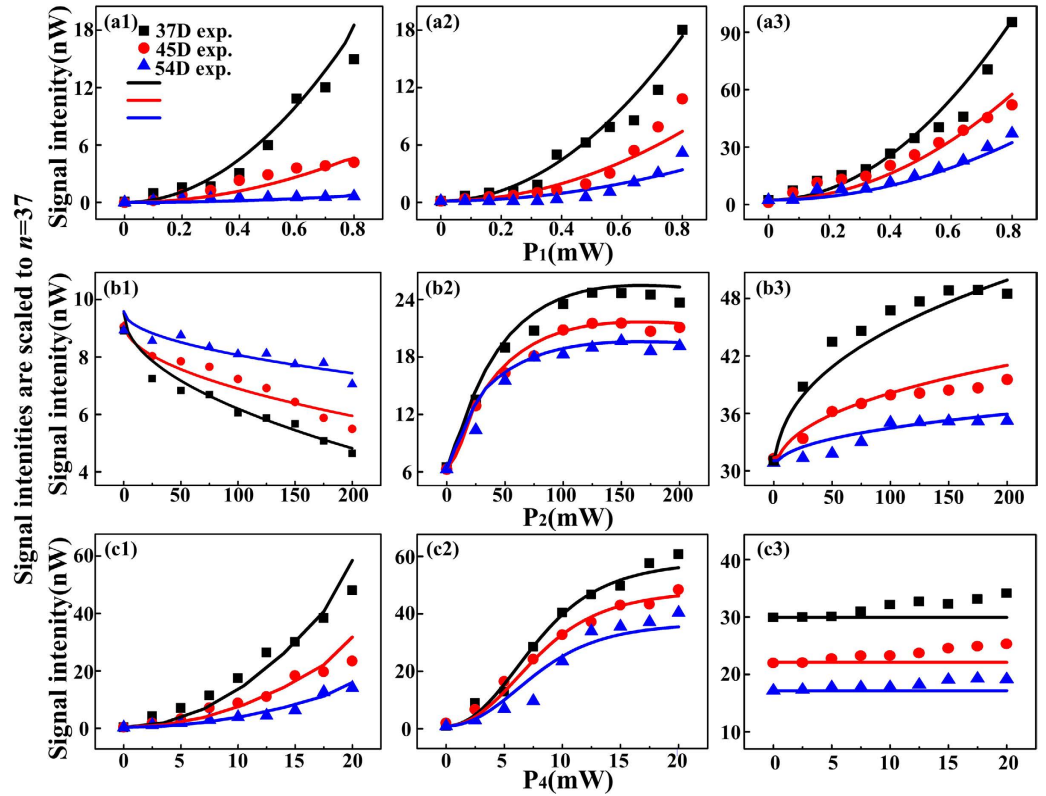 Signal intenities are scaled to n=37
Signal intenity(nW)
(a1)
37D exp.
45D exp.
54D exp.
18
12
6
0
0 0.2 0.4 0.6 0.8
(a2)
18
12
6
0
0 0.2 0.4 0.6 0.8
P1(mW)
(a3)
90
60
30
0
0 0.2 0.4 0.6 0.8
Signal intenity(nW)
(b1)
10
8
6
4
0 50 100 150 200
(b2)
24
18
12
6
0 50 100 150 200
P2(mW)
(b3)
48
42
36
30
0 50 100 150 200
Signal intenity(nW)
(c1)
60
40
20
0
0 5 10 15 20
(c2)
60
40
20
0
0 5 10 15 20
P4(mW)
(c3)
40
30
20
10
0 5 10 15 20